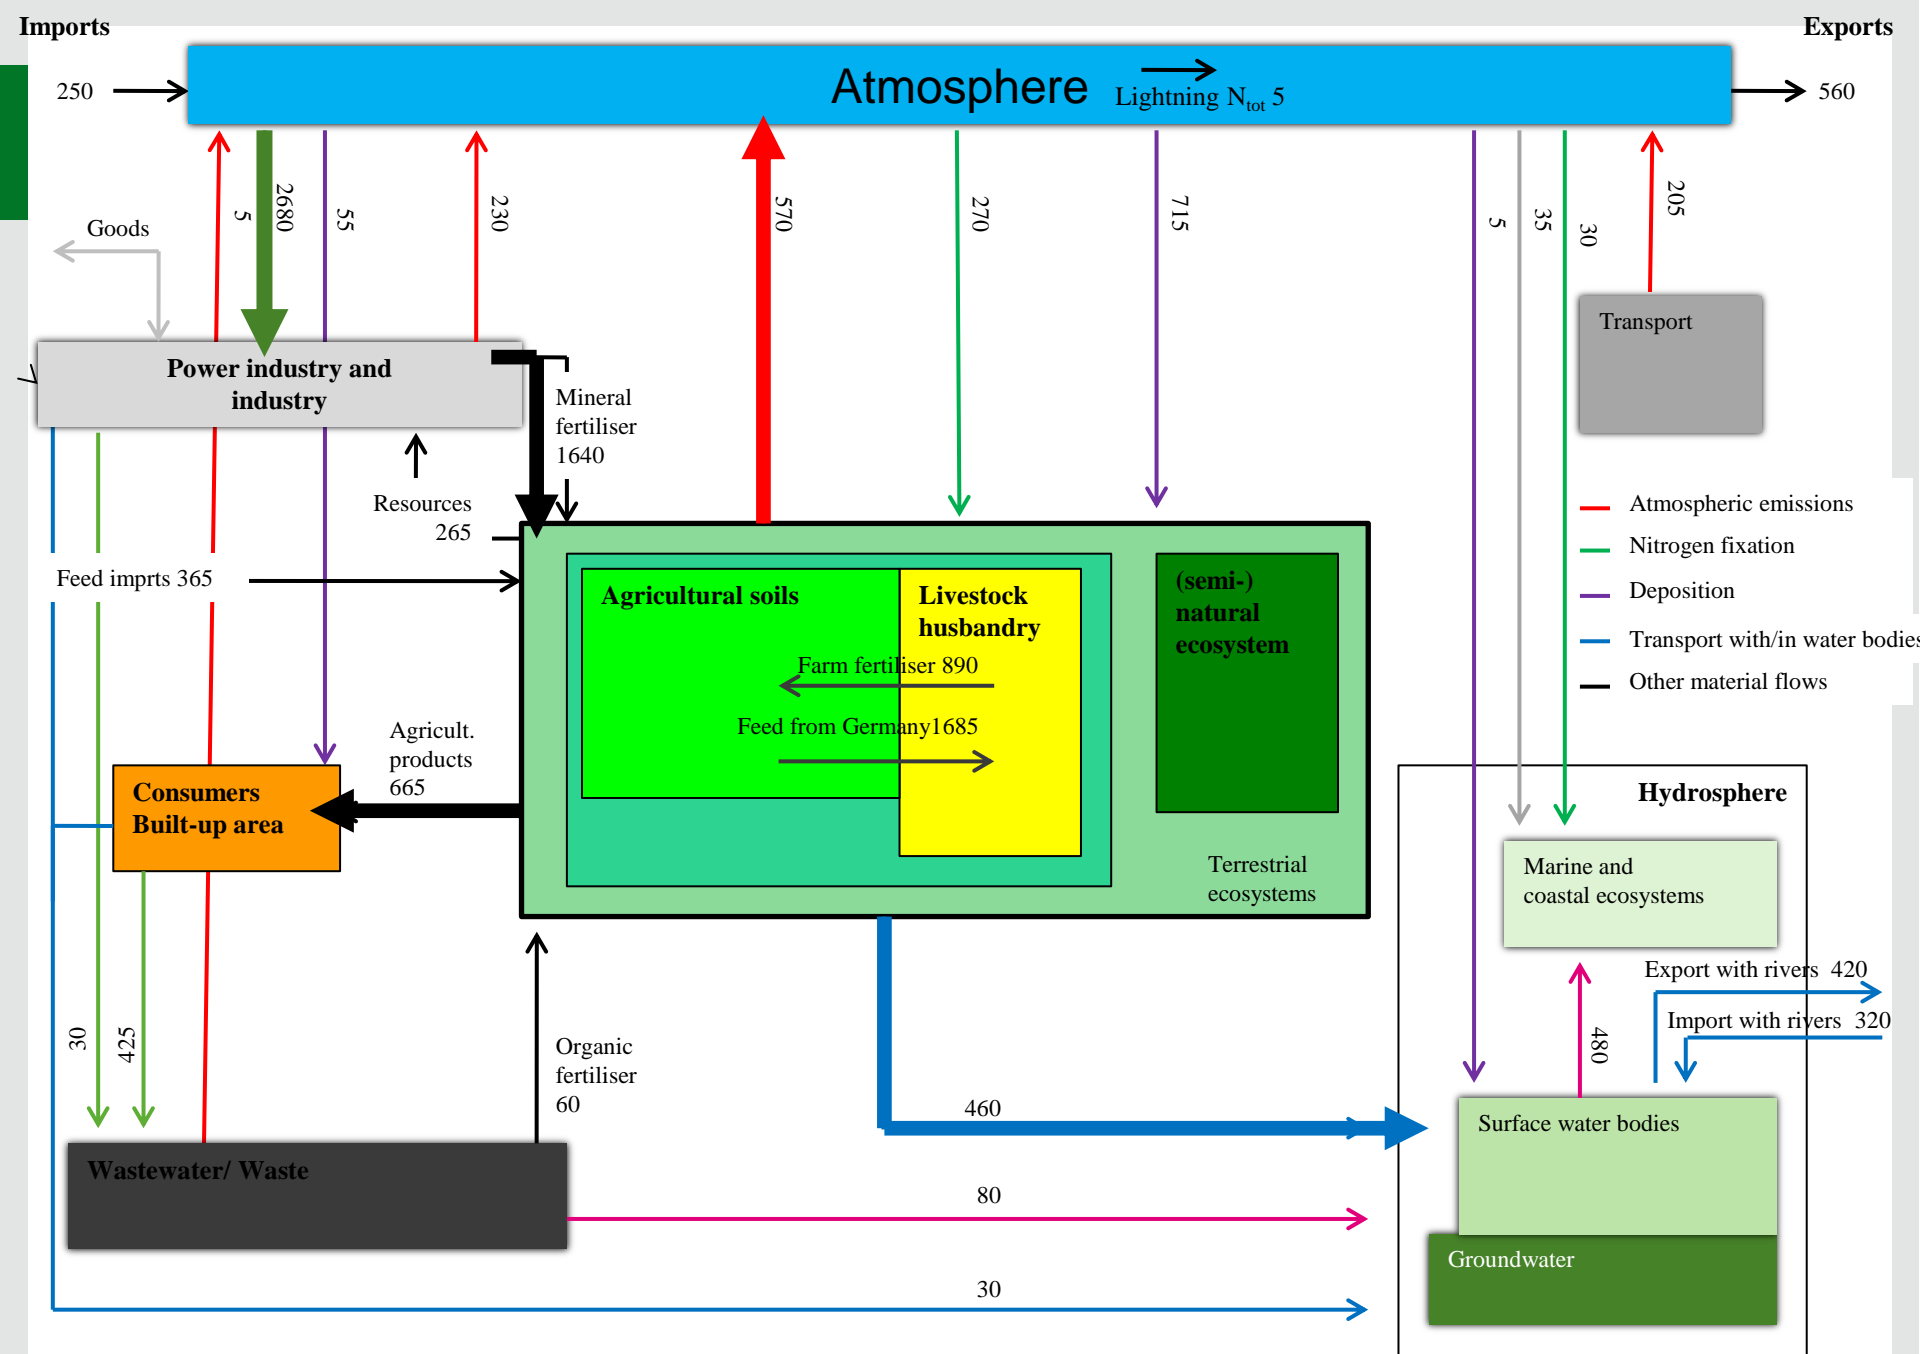 Imports
Exports
250
Atmosphere
Lightning Ntot 5
560
5
2680
55
230
570
270
715
5
35
30
205
Goods
Transport
Power industry and
industry
Mineral
fertiliser
1640
Resources
265
Feed imprts 365
Atmospheric emissions
Nitrogen fixation
Deposition
Transport with/in water bodies
Other material flows
Agricultural soils
Livestock
husbandry
(semi-)
natural
ecosystem
Farm fertiliser 890
Feed from Germany1685
Agricult.
products
665
Consumers
Built-up area
Terrestrial
ecosystems
Hydrosphere
Marine and
coastal ecosystems
Export with rivers 420
Import with rivers 320
30
425
Organic
fertiliser
60
480
460
Surface water bodies
Wastewater/ Waste
80
Groundwater
30